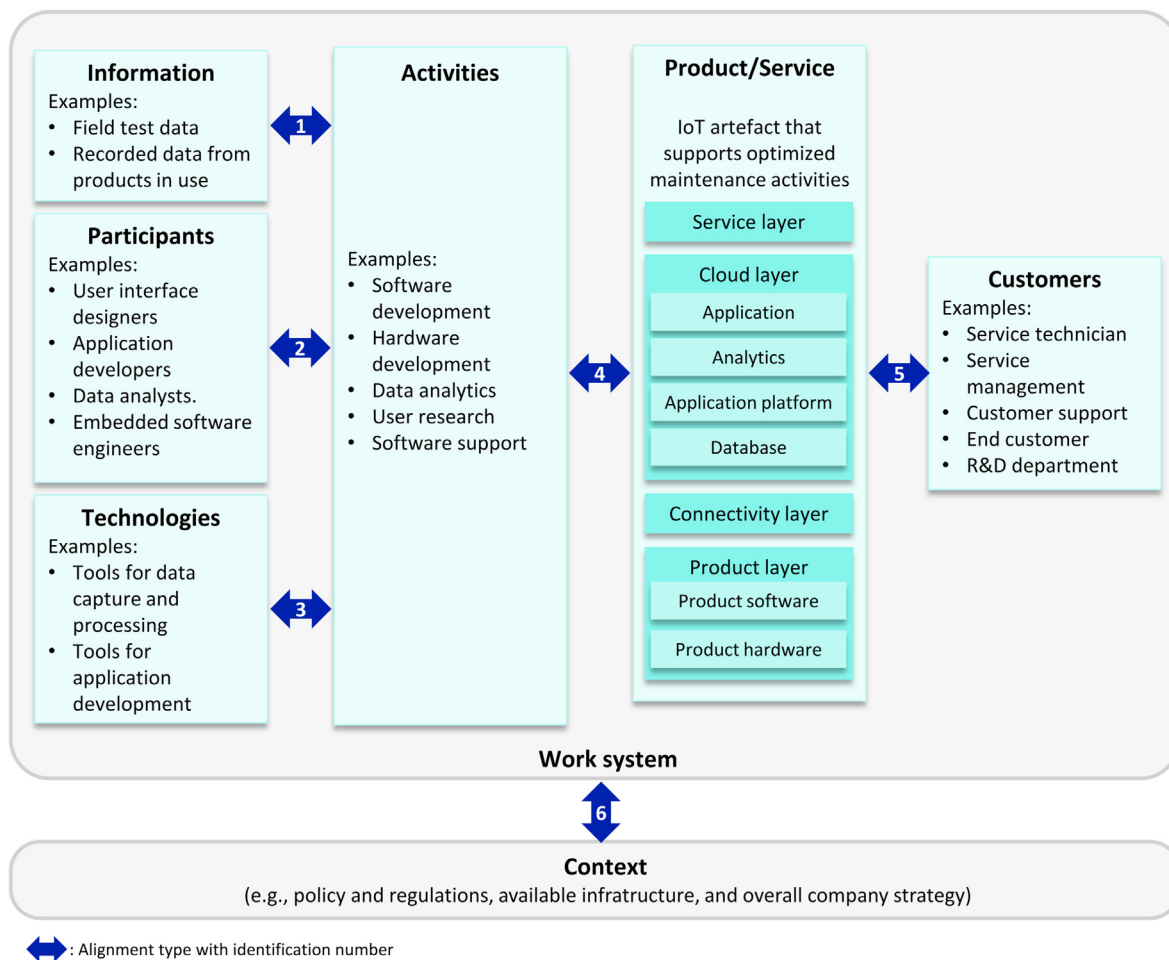 Information
Examples:
• Field test data
• Recorded data from
products in use
1
Participants
Examples:
• User interface
designers
• Application
developers
• Data analysts.
• Embedded software
engineers
2
Technologies
Examples:
• Tools for data
capture and
processing
• Tools for
application
development
3
Activities
Examples:
• Software
development
• Hardware
development
• Data analytics
• User research
• Software support
4
Product/Service
IoT artefact that
supports optimized
maintenance activities
Service layer
Cloud layer
Application
Analytics
Application platform
Database
Connectivity layer
Product layer
Product software
Product hardware
5
Customers
Examples:
• Service technician
• Service
management
• Customer support
• End customer
• R&D department
Work system
6
Context
(e.g., policy and regulations, available infratructure, and overall company strategy)
: Alignment type with identification number